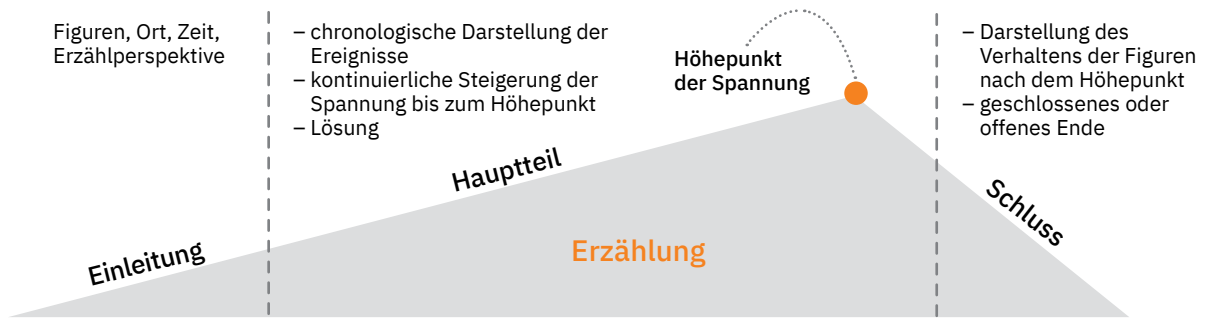 Figuren, Ort, Zeit,
Erzählperspektive
– chronologische Darstellung der
Ereignisse
– kontinuierliche Steigerung der
Spannung bis zum Höhepunkt
– Lösung
Höhepunkt
der Spannung
– Darstellung des
Verhaltens der Figuren
nach dem Höhepunkt
– geschlossenes oder
offenes Ende
Einleitung
Hauptteil
Schluss
Erzählung